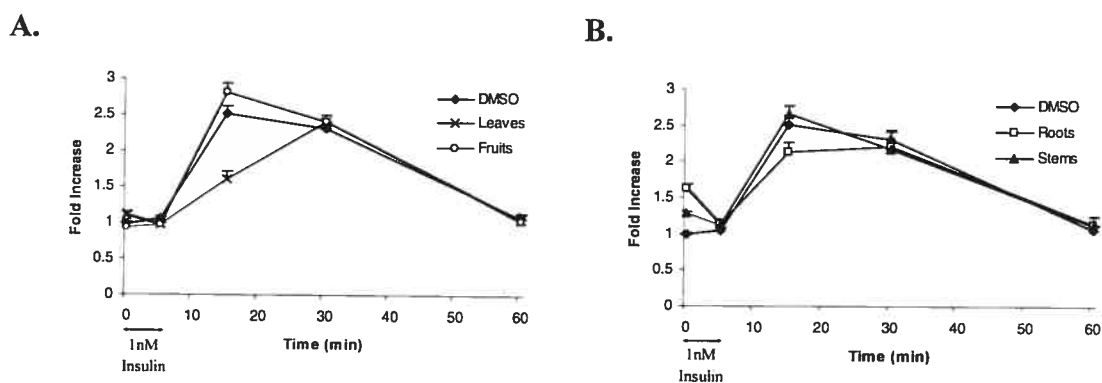 A.
3
2.5
2
1.5
1
0.5
0
Fold Increase
DMSO
Leaves
Fruits
0 10 20 30 40 50 60
Time (min)
1nM
Insulin
B.
3
2.5
2
1.5
1
0.5
0
Fold Increase
DMSO
Roots
Stems
0 10 20 30 40 50 60
Time (min)
1nM
Insulin